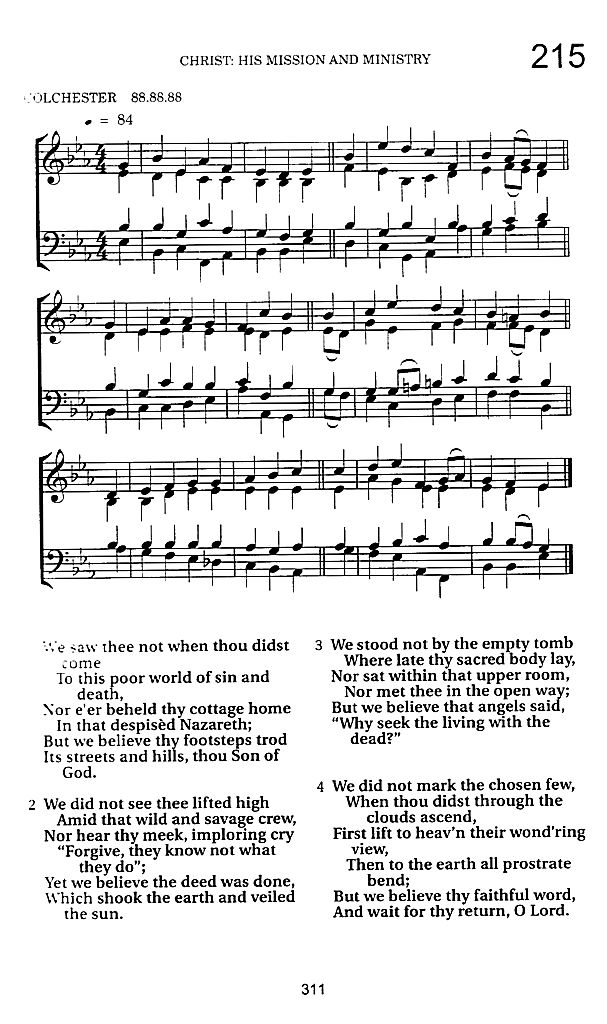 CHRIST: HIS MISSION AND MINISTRY
215
COLCHESTER 88.88.88
= 84
We saw thee not when thou didst
come
To this poor world of sin and
death,
Nor e'er beheld thy cottage home
In that despisèd Nazareth;
But we believe thy footsteps trod
Its streets and hills, thou Son of
God.
2 We did not see thee lifted high
Amid that wild and savage crew,
Nor hear thy meek, imploring cry
“Forgive, they know not what
they do”;
Yet we believe the deed was done,
Which shook the earth and veiled
the sun.
3 We stood not by the empty tomb
Where late thy sacred body lay,
Nor sat within that upper room,
Nor met thee in the open way;
But we believe that angels said,
“Why seek the living with the
dead?”
4 We did not mark the chosen few,
When thou didst through the
clouds ascend,
First lift to heav'n their wond'ring
view,
Then to the earth all prostrate
bend;
But we believe thy faithful word,
And wait for thy return, O Lord.
311